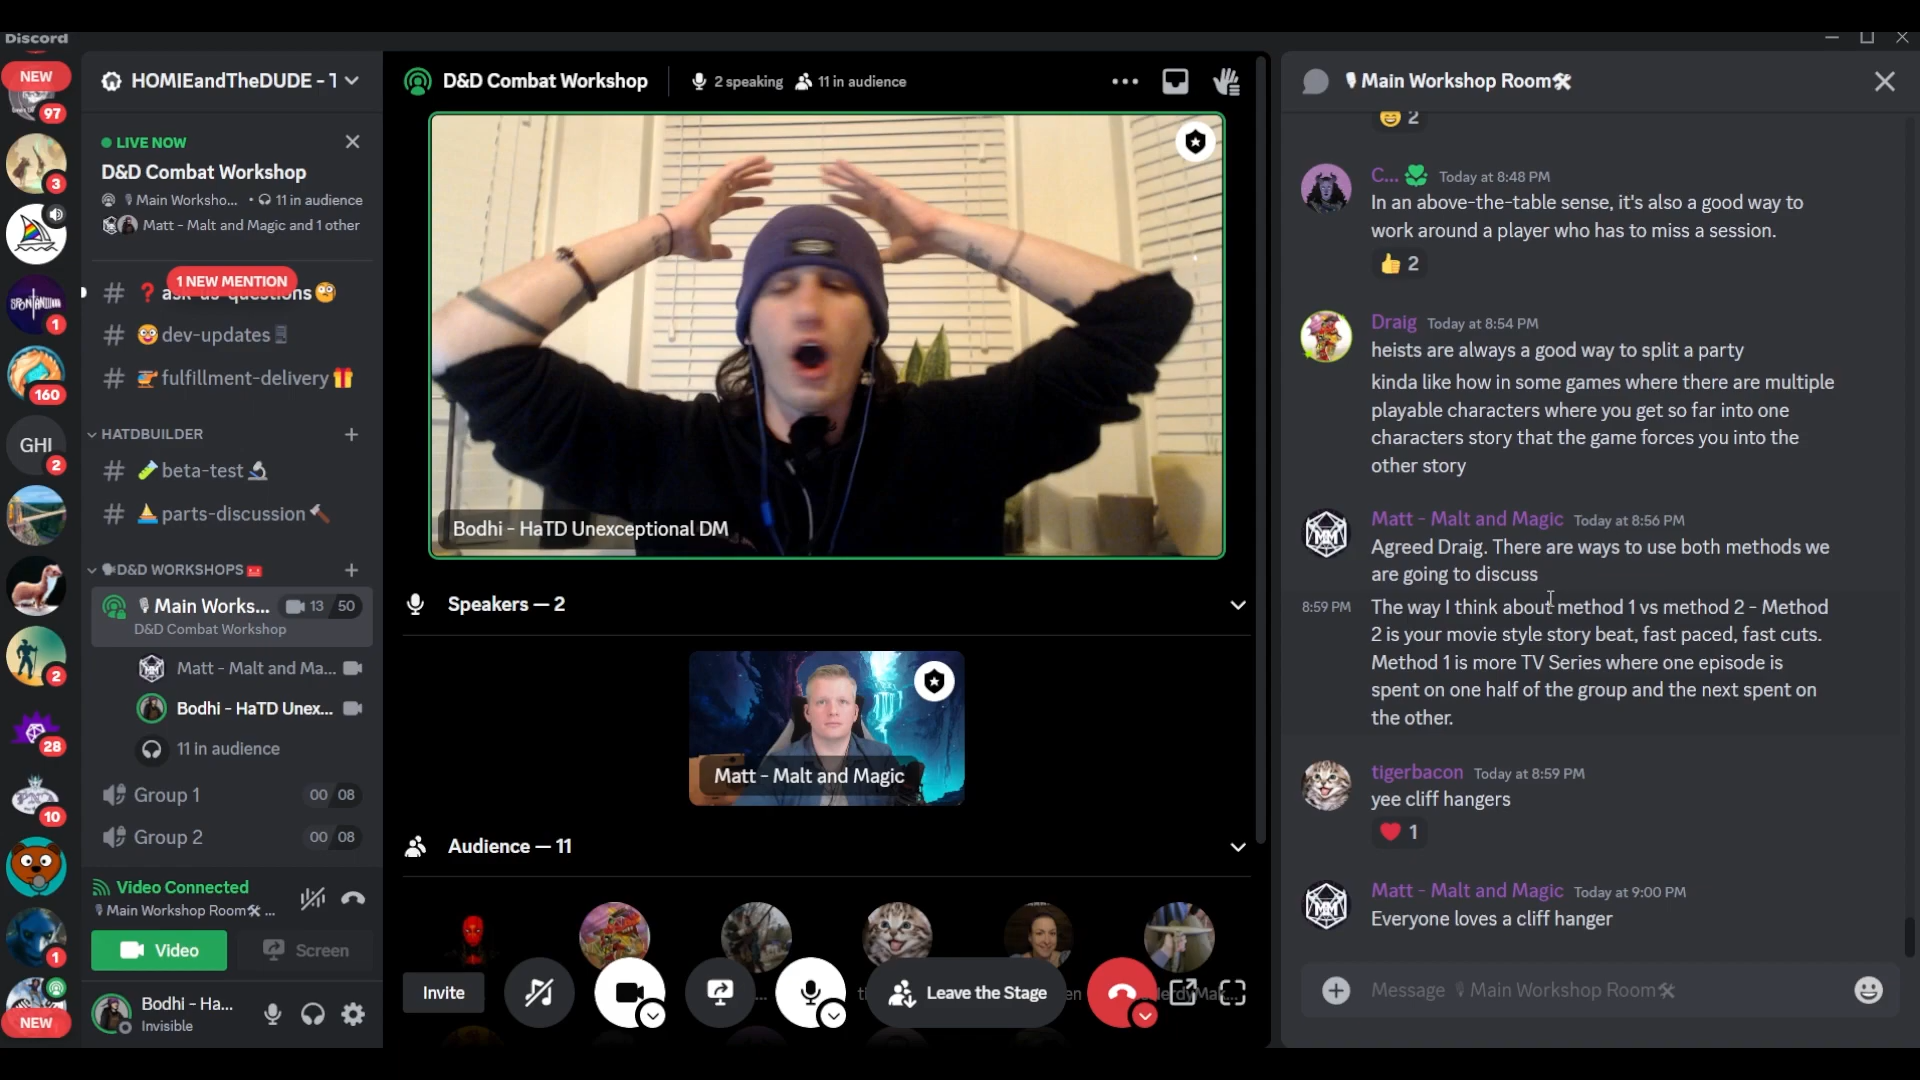 Discord
NEW
97
3
SPONTANIUM
1
160
GHI
2
2
28
10
1
NEW
HOMIEandTheDUDE - T
LIVE NOW
D&D Combat Workshop
Main Worksho... • 11 in audience
Matt - Malt and Magic and 1 other
1 NEW MENTION
dev-updates
fulfillment-delivery
HATDBUILDER
beta-test
parts-discussion
D&D WORKSHOPS
Main Works... 13 50
D&D Combat Workshop
Matt - Malt and Ma...
Bodhi - HaTD Unex...
11 in audience
Group 1 00 08
Group 2 00 08
Video Connected
Main Workshop Room ...
Video Screen
Bodhi - Ha...
Invisible
D&D Combat Workshop 2 speaking 11 in audience
Bodhi - HaTD Unexceptional DM
Speakers — 2
Matt - Malt and Magic
Audience — 11
Invite
Leave the Stage
Main Workshop Room
2
C... Today at 8:48 PM
In an above-the-table sense, it's also a good way to
work around a player who has to miss a session.
2
Draig Today at 8:54 PM
heists are always a good way to split a party
kinda like how in some games where there are multiple
playable characters where you get so far into one
characters story that the game forces you into the
other story
Matt - Malt and Magic Today at 8:56 PM
Agreed Draig. There are ways to use both methods we
are going to discuss
8:59 PM The way I think about method 1 vs method 2 - Method
2 is your movie style story beat, fast paced, fast cuts.
Method 1 is more TV Series where one episode is
spent on one half of the group and the next spent on
the other.
tigerbacon Today at 8:59 PM
yee cliff hangers
1
Matt - Malt and Magic Today at 9:00 PM
Everyone loves a cliff hanger
Message Main Workshop Room